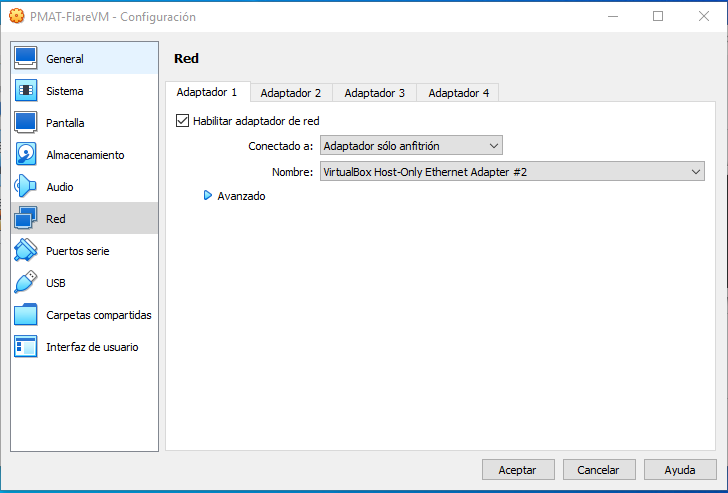 PMAT-FlareVM - Configuración
General
Sistema
Pantalla
Almacenamiento
Audio
Red
Puertos serie
USB
Carpetas compartidas
Interfaz de usuario
Red
Adaptador 1 Adaptador 2 Adaptador 3 Adaptador 4
Habilitar adaptador de red
Conectado a: Adaptador sólo anfitrión
Nombre: VirtualBox Host-Only Ethernet Adapter #2
Avanzado
Aceptar Cancelar Ayuda